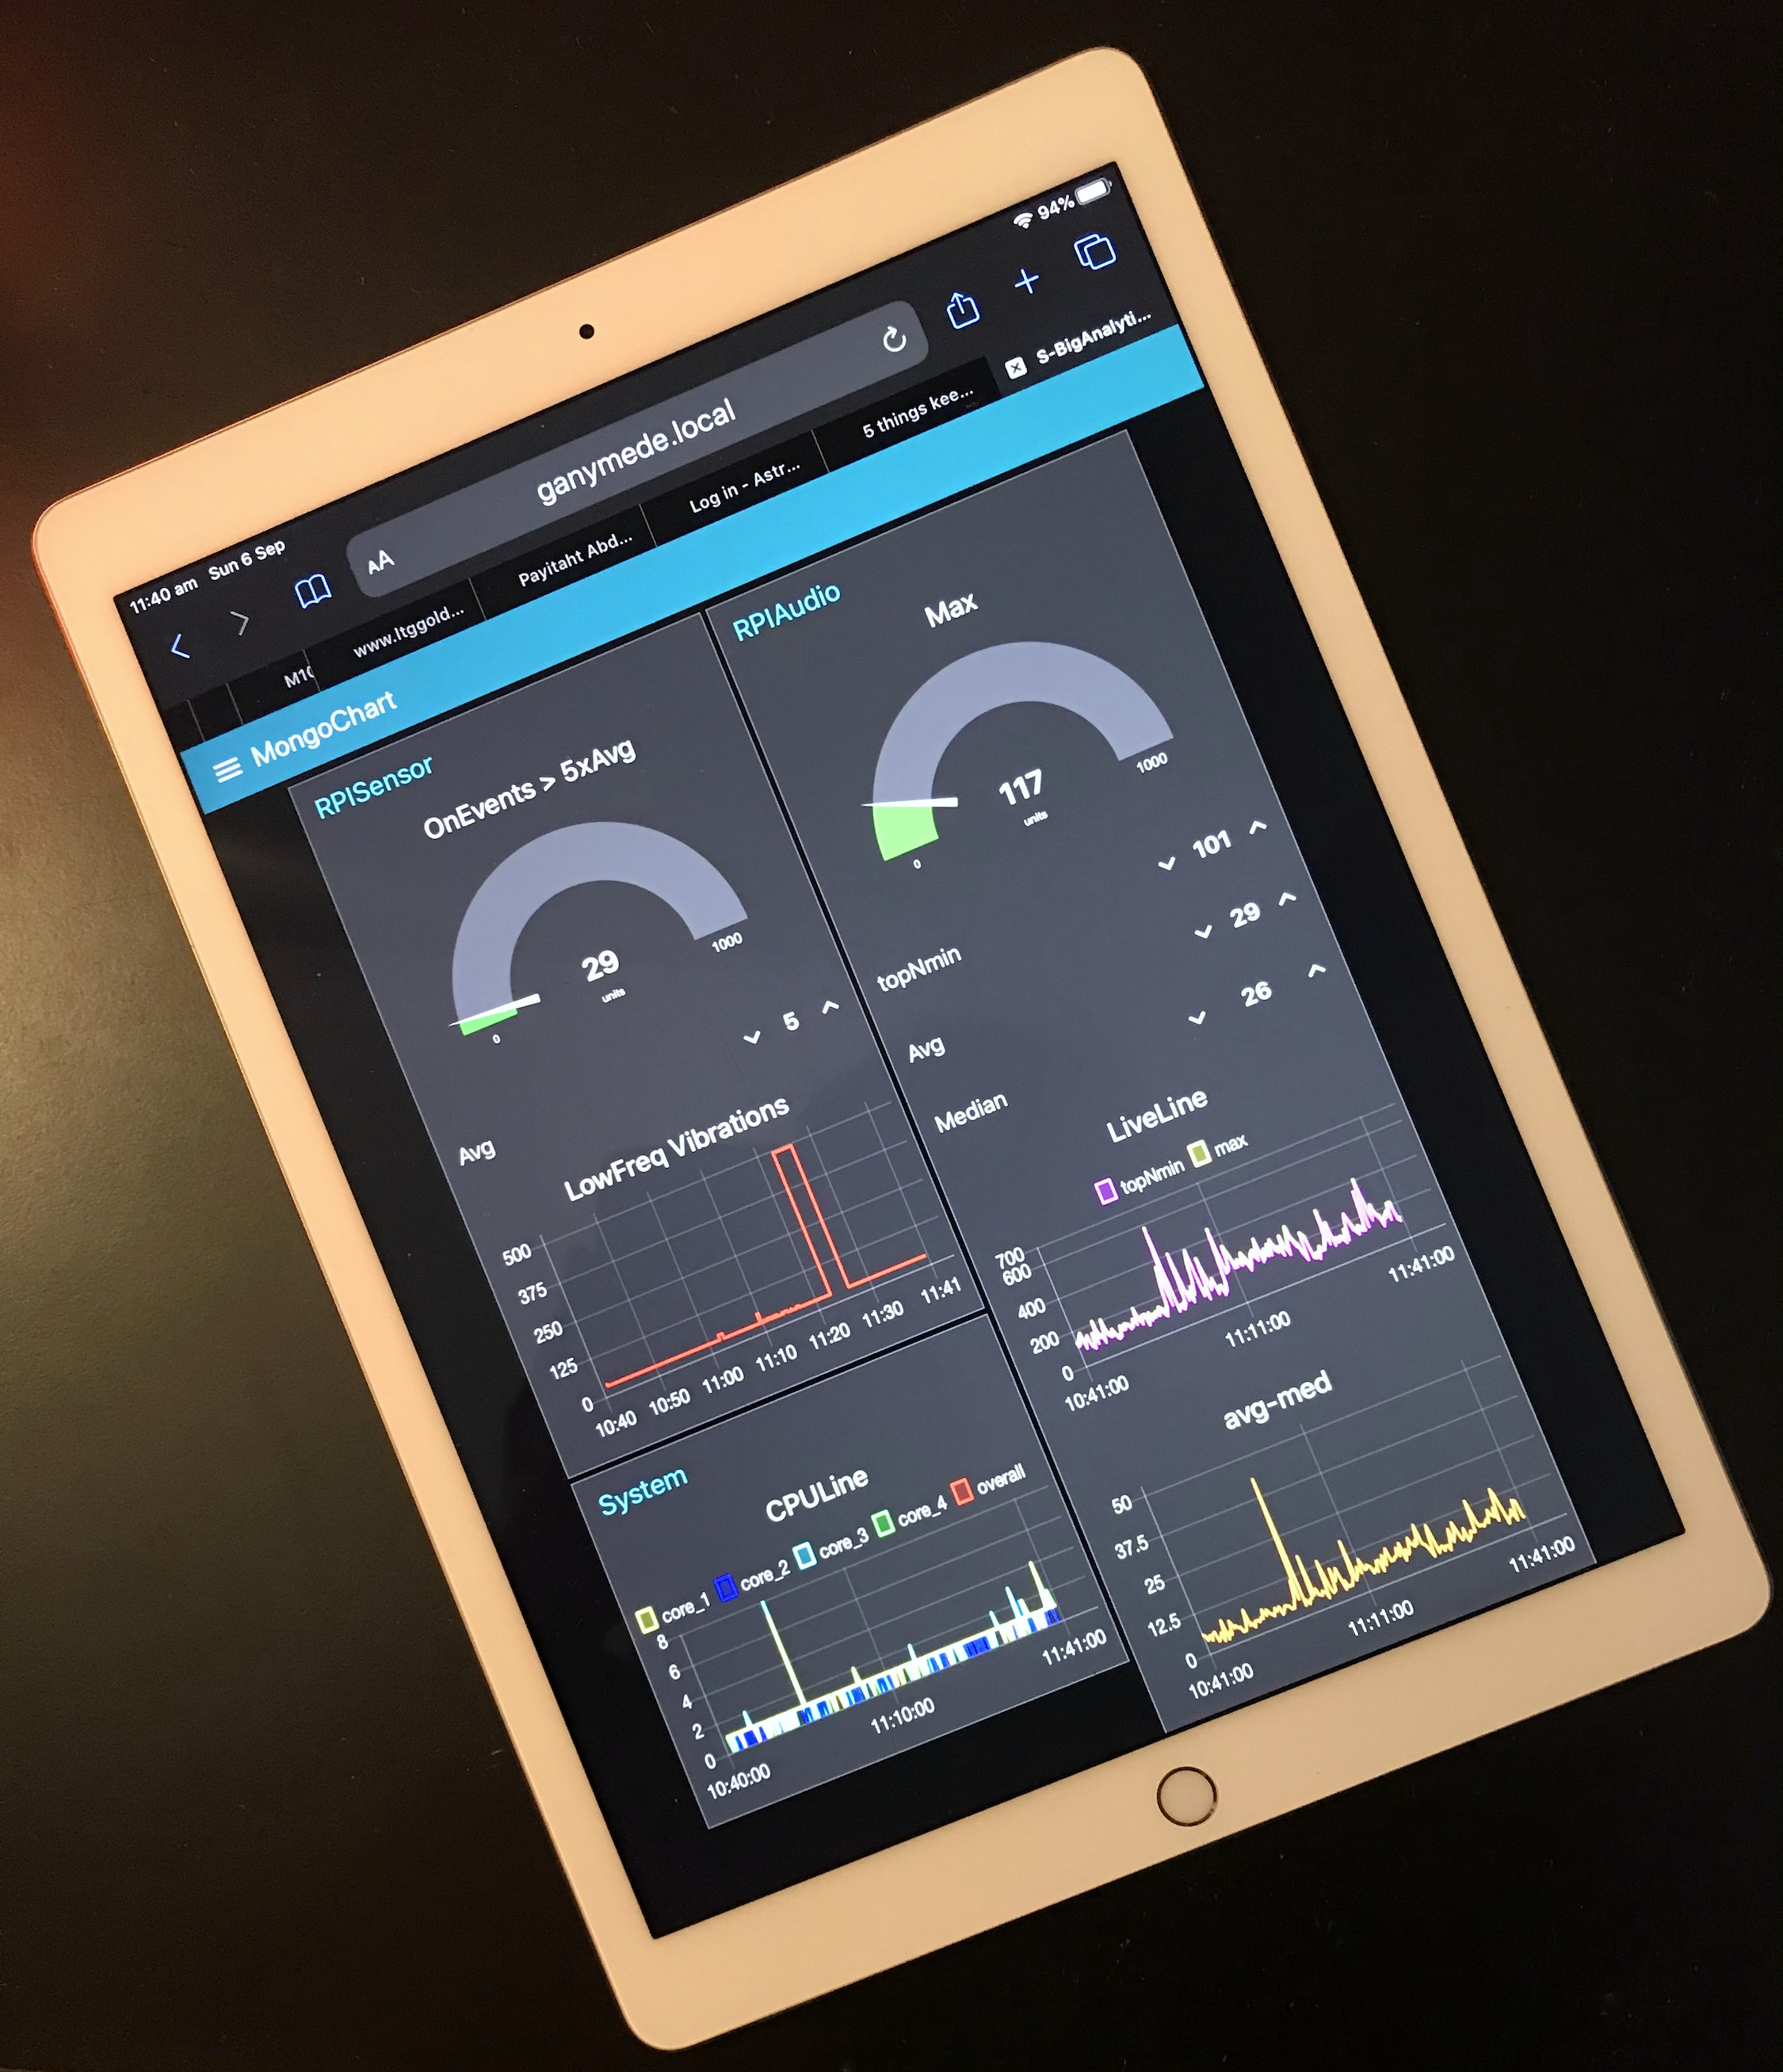 11:40 am Sun 6 Sep
94%
AA
ganymede.local
www.ltggold...
Payitaht Abd...
Log in - Astr...
5 things kee...
S-BigAnalyti...
MongoChart
RPISensor
OnEvents > 5xAvg
29
units
0
1000
Avg
5
LowFreq Vibrations
500
375
250
125
0
10:40 10:50 11:00 11:10 11:20 11:30 11:41
System
CPULine
core_1 core_2 core_3 core_4 overall
8
6
4
2
0
10:40:00 11:10:00 11:41:00
RPIAudio
Max
117
units
0
1000
topNmin
101
Avg
29
Median
26
LiveLine
topNmin max
700
600
400
200
0
10:41:00 11:11:00 11:41:00
avg-med
50
37.5
25
12.5
0
10:41:00 11:11:00 11:41:00